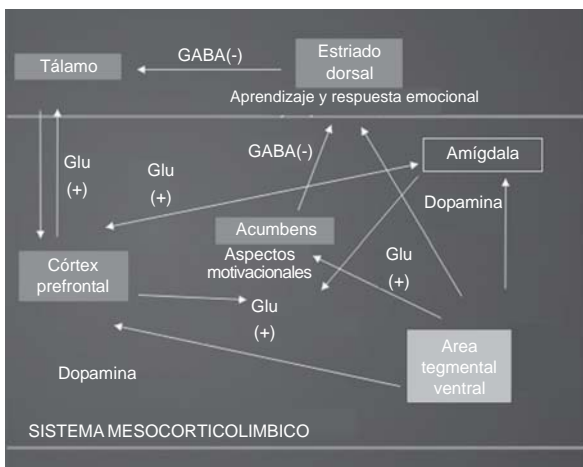 Tálamo
GABA(-)
Estriado
dorsal
Aprendizaje y respuesta emocional
Glu
(+)
Glu
(+)
GABA(-)
Amígdala
Dopamina
Acumbens
Aspectos
motivacionales
Glu
(+)
Córtex
prefrontal
Glu
(+)
Area
tegmental
ventral
Dopamina
SISTEMA MESOCORTICOLIMBICO